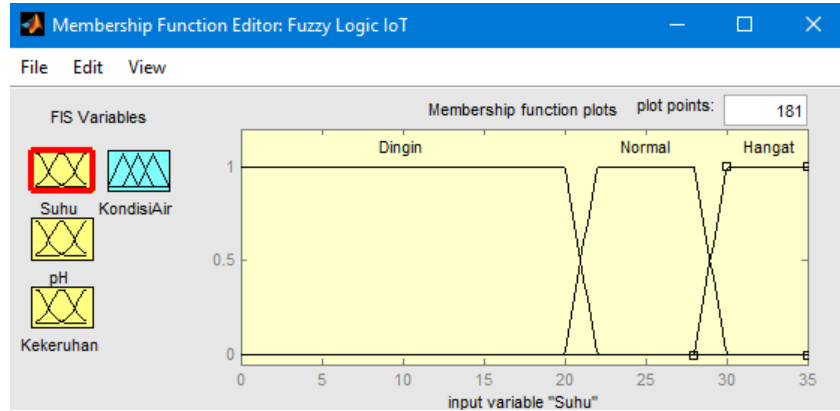 Membership Function Editor: Fuzzy Logic IoT
File Edit View
FIS Variables
Membership function plots plot points: 181
Suhu KondisiAir
pH
Kekeruhan
Dingin Normal Hangat
1
0.5
0
0 5 10 15 20 25 30 35
input variable "Suhu"